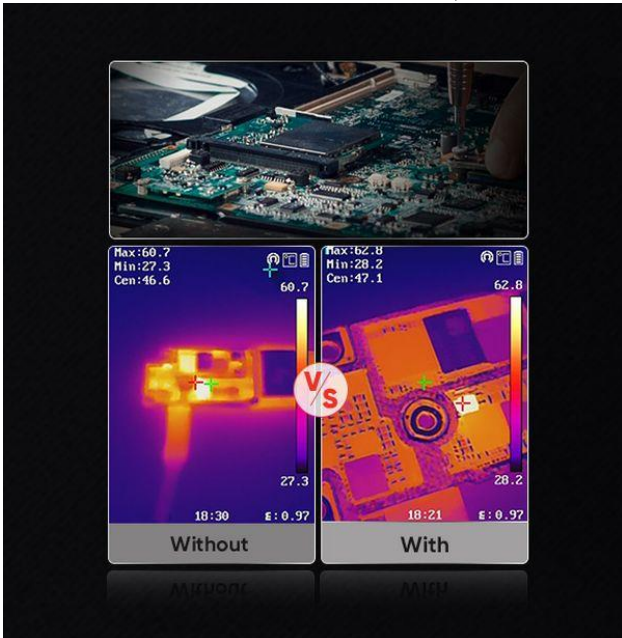 Max:60.7
Min:27.3
Cen:46.6
℃
60.7
27.3
18:30 ε:0.97
Without
V/S
Max:62.8
Min:28.2
Cen:47.1
℃
62.8
28.2
18:21 ε:0.97
With